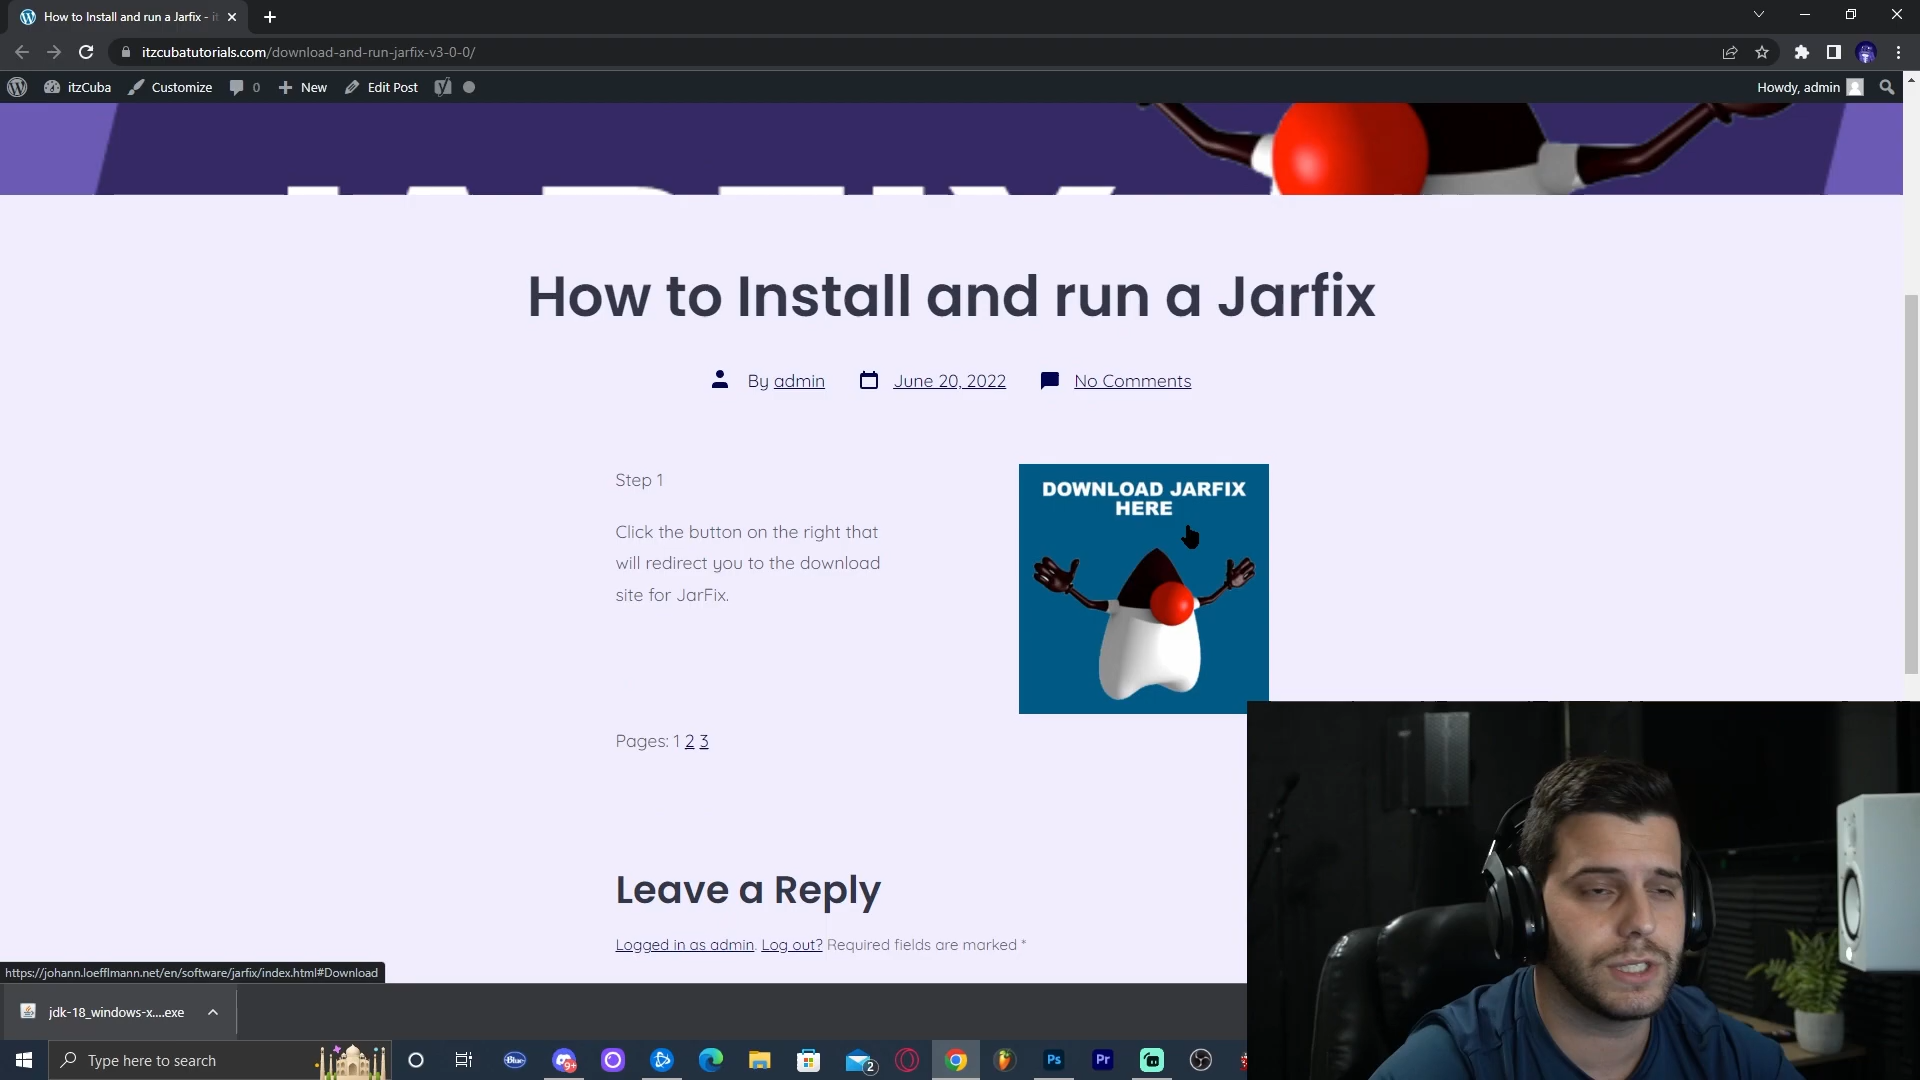 How to Install and run a Jarfix - it
itzcubatutorials.com/download-and-run-jarfix-v3-0-0/
itzCuba Customize 0 New Edit Post Howdy, admin
How to Install and run a Jarfix
By admin June 20, 2022 No Comments
Step 1
Click the button on the right that
will redirect you to the download
site for JarFix.
DOWNLOAD JARFIX
HERE
Pages: 1 2 3
Leave a Reply
Logged in as admin. Log out? Required fields are marked *
https://johann.loefflmann.net/en/software/jarfix/index.html#Download
jdk-18_windows-x....exe
Type here to search
Blue
9+
2
Ps
Pr